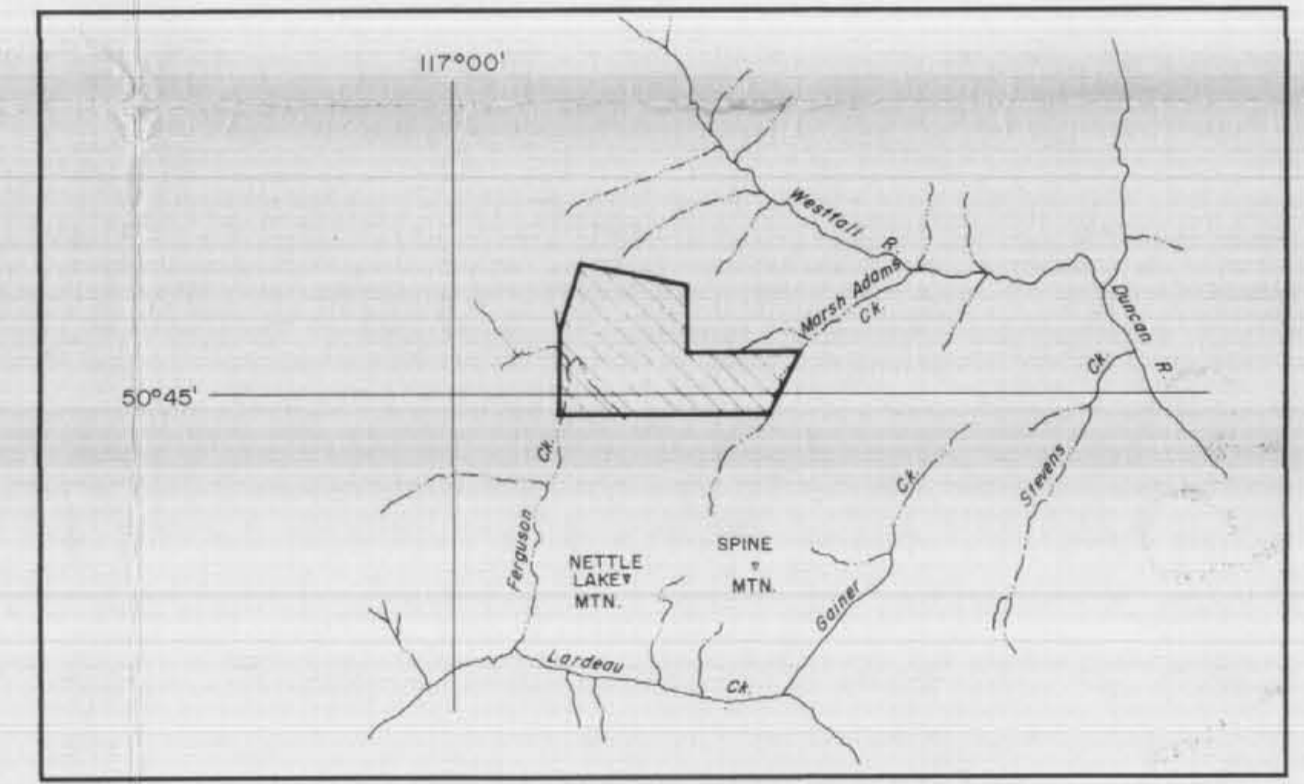 117°00'
Westfall R.
Marsh Adams Ck.
Duncan R.
50°45'
Ck.
Ferguson
Ck.
Stevens
Gainer Ck.
NETTLE
LAKE
MTN.
SPINE
MTN.
Lardeau Ck.